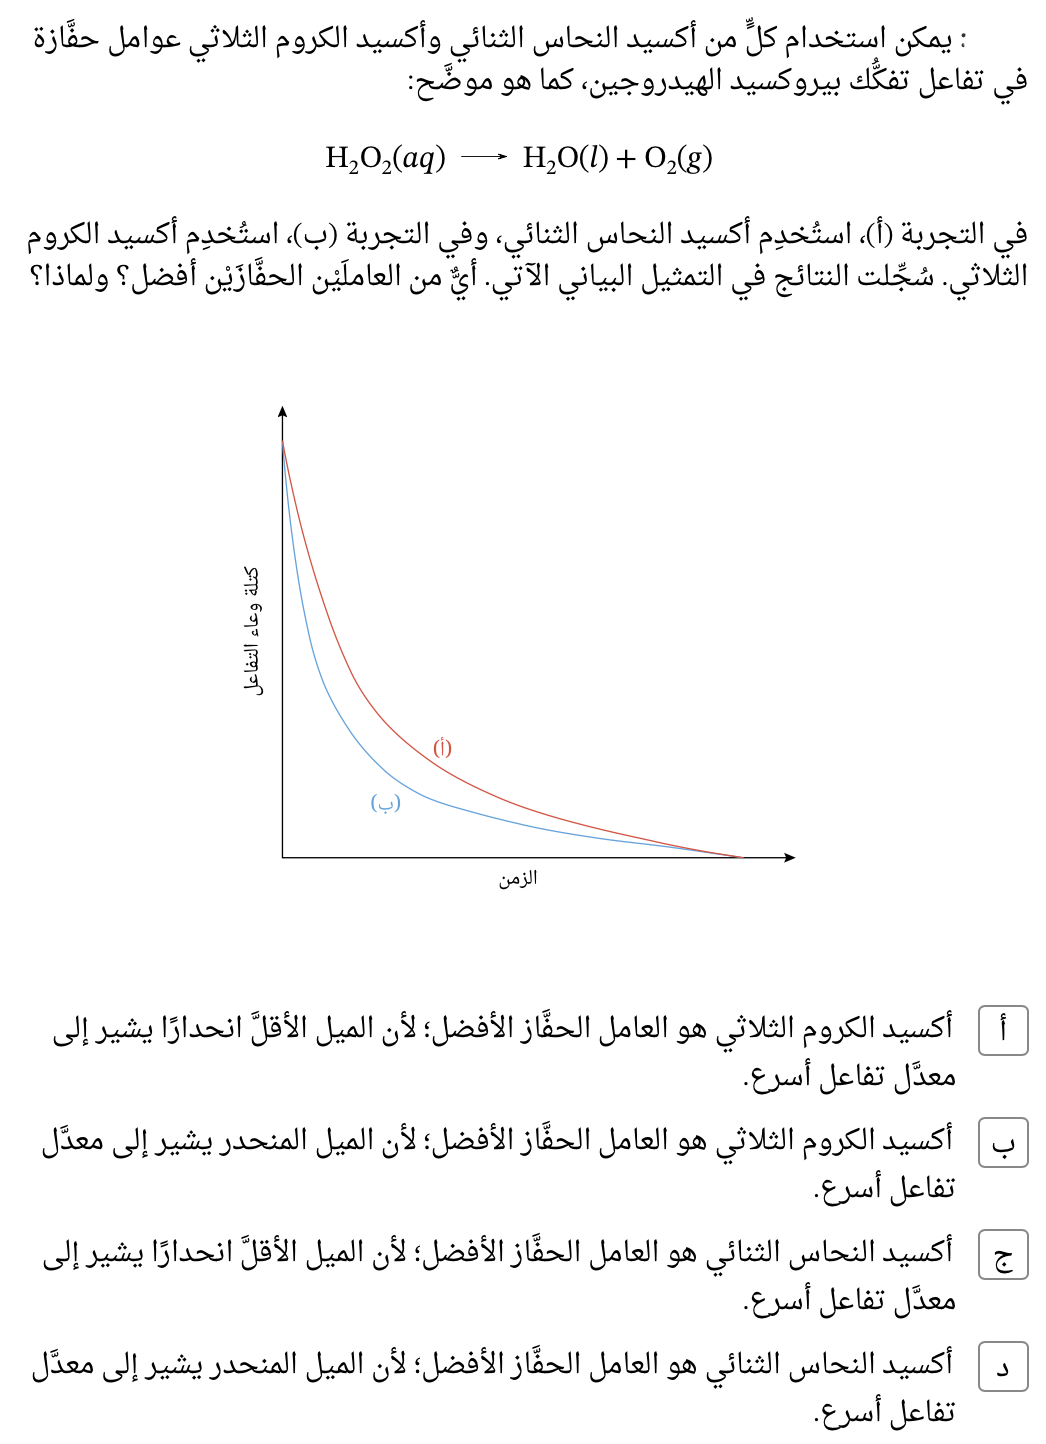 : يمكن استخدام كلٍّ من أكسيد النحاس الثنائي وأكسيد الكروم الثلاثي عوامل حفَّازة
في تفاعل تفكُّك بيروكسيد الهيدروجين، كما هو موضَّح:
H₂O₂(aq) ⟶ H₂O(l) + O₂(g)
في التجربة (أ)، استُخدِم أكسيد النحاس الثنائي، وفي التجربة (ب)، استُخدِم أكسيد الكروم
الثلاثي. سُجِّلت النتائج في التمثيل البياني الآتي. أيٌّ من العاملَيْن الحفَّازَيْن أفضل؟ ولماذا؟
كتلة وعاء التفاعل
(أ)
(ب)
الزمن
أ أكسيد الكروم الثلاثي هو العامل الحفَّاز الأفضل؛ لأن الميل الأقلَّ انحدارًا يشير إلى
معدَّل تفاعل أسرع.
ب أكسيد الكروم الثلاثي هو العامل الحفَّاز الأفضل؛ لأن الميل المنحدر يشير إلى معدَّل
تفاعل أسرع.
ج أكسيد النحاس الثنائي هو العامل الحفَّاز الأفضل؛ لأن الميل الأقلَّ انحدارًا يشير إلى
معدَّل تفاعل أسرع.
د أكسيد النحاس الثنائي هو العامل الحفَّاز الأفضل؛ لأن الميل المنحدر يشير إلى معدَّل
تفاعل أسرع.